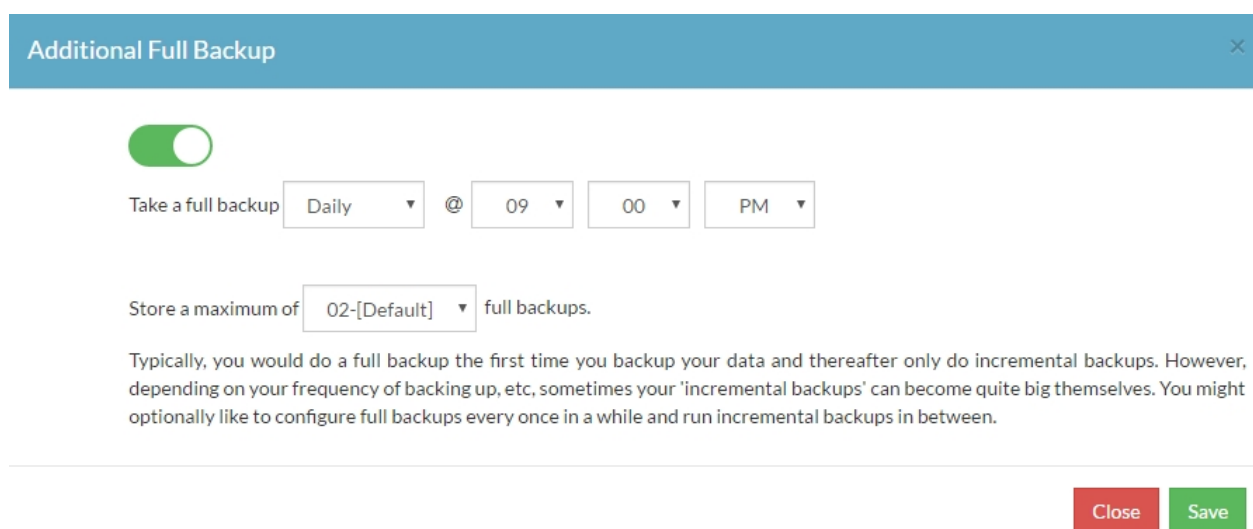 Additional Full Backup ×
Take a full backup Daily ▼ @ 09 ▼ 00 ▼ PM ▼
Store a maximum of 02-[Default] ▼ full backups.
Typically, you would do a full backup the first time you backup your data and thereafter only do incremental backups. However,
depending on your frequency of backing up, etc, sometimes your 'incremental backups' can become quite big themselves. You might
optionally like to configure full backups every once in a while and run incremental backups in between.
Close Save